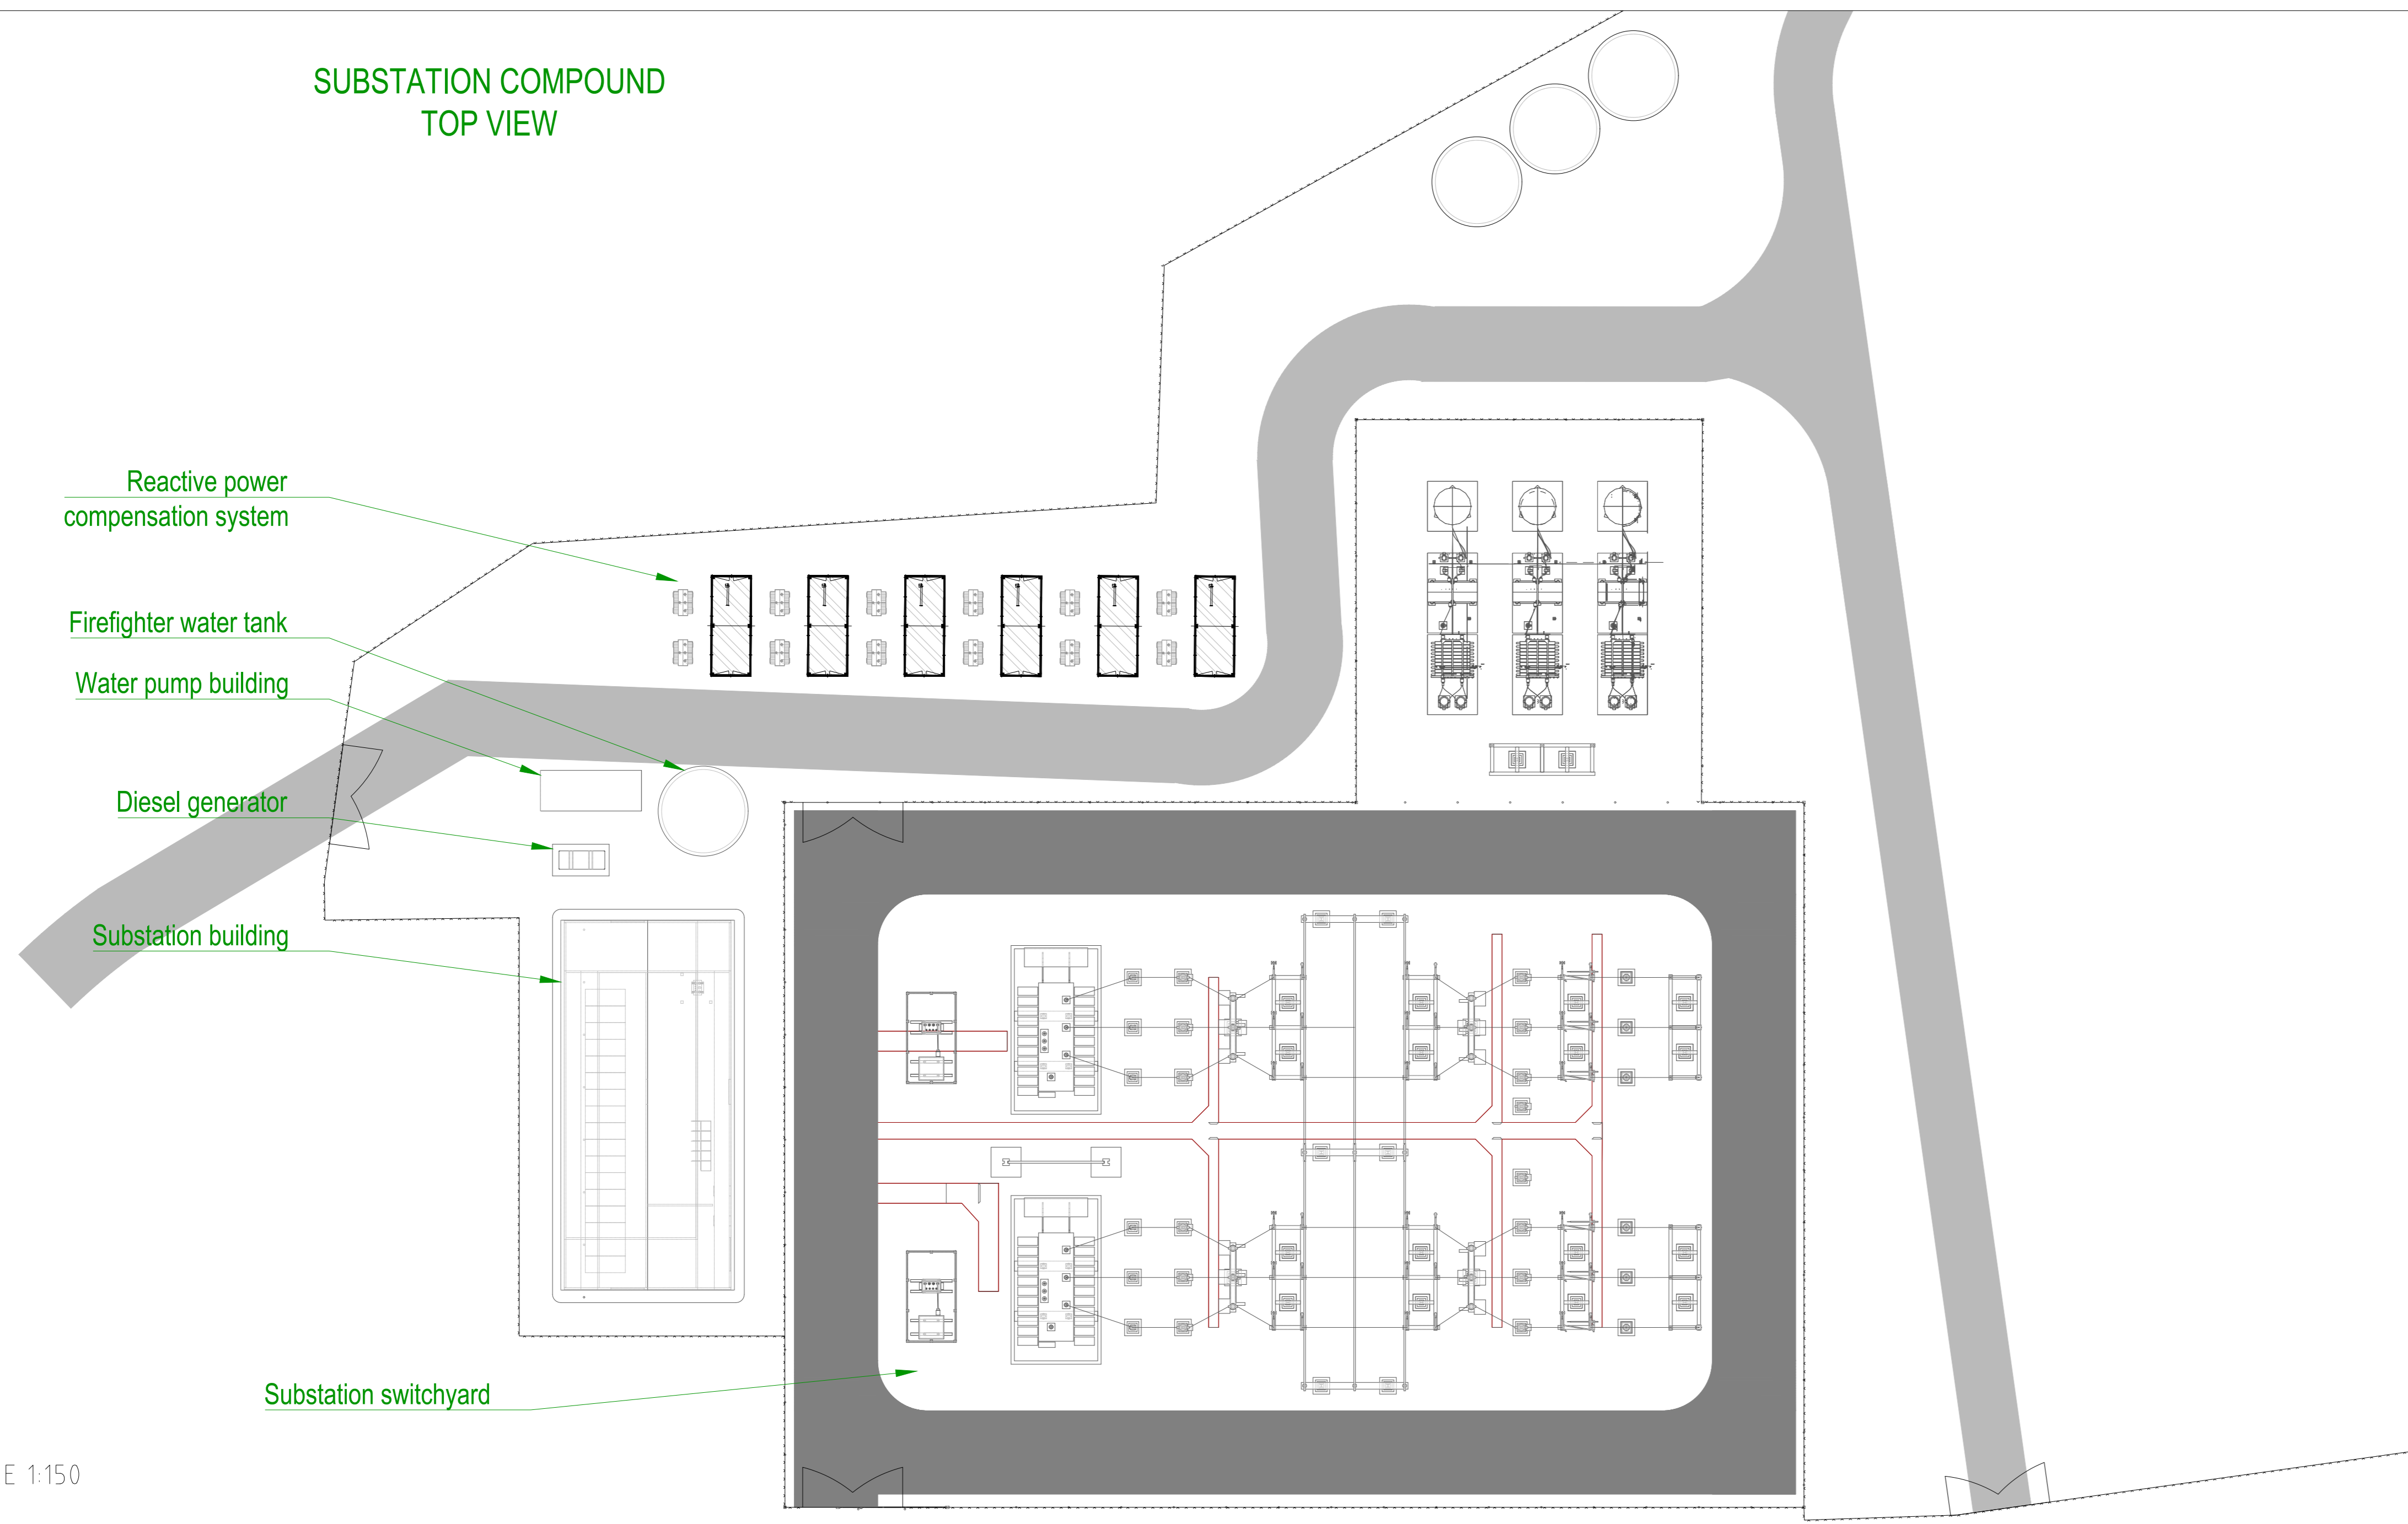 SUBSTATION COMPOUND
TOP VIEW
Reactive power
compensation system
Firefighter water tank
Water pump building
Diesel generator
Substation building
Substation switchyard
E 1:150